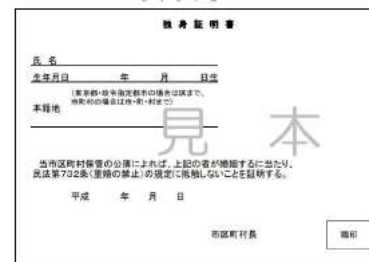 独身証明書
氏 名
生年月日 年 月 日生
(東京都・政令指定都市の場合は区まで、
本籍地 市町村の場合は市・町・村まで)
見 本
当市区町村保管の公簿によれば、上記の者が婚姻するに当たり、
民法第732条(重婚の禁止)の規定に抵触しないことを証明する。
平成 年 月 日
市区町村長 職印